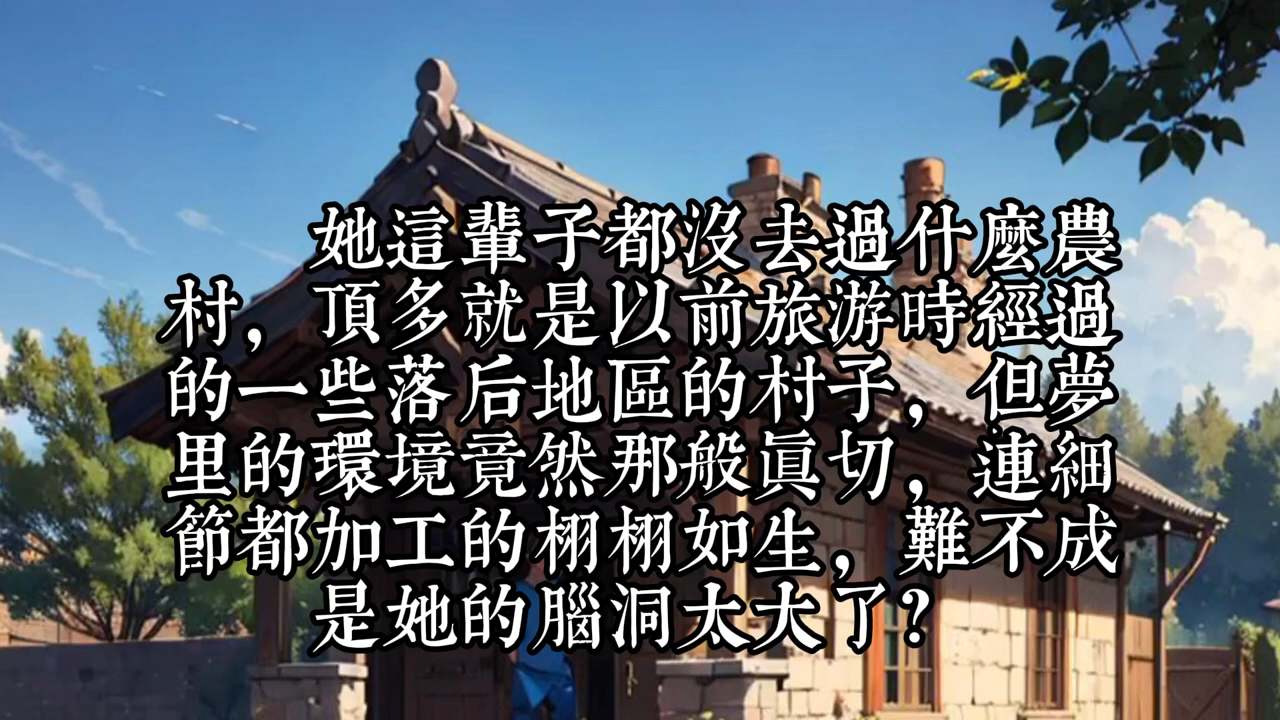 她這輩子都沒去過什麼農
村，頂多就是以前旅游時經過
的一些落后地區的村子，但夢
里的環境竟然那般眞切，連細
節都加工的栩栩如生，難不成
是她的腦洞太大了？